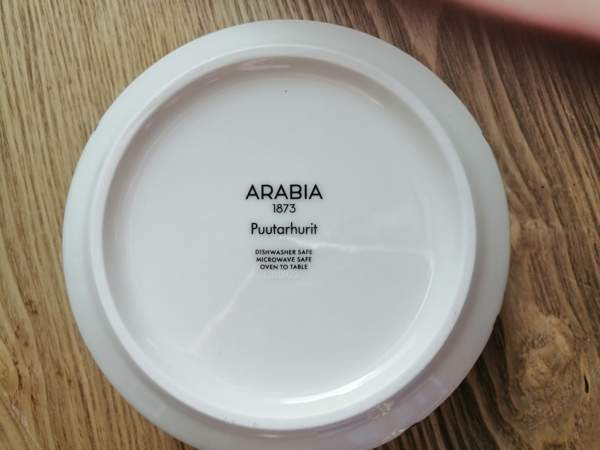 ARABIA
1873
Puutarhurit
DISHWASHER SAFE
MICROWAVE SAFE
OVEN TO TABLE